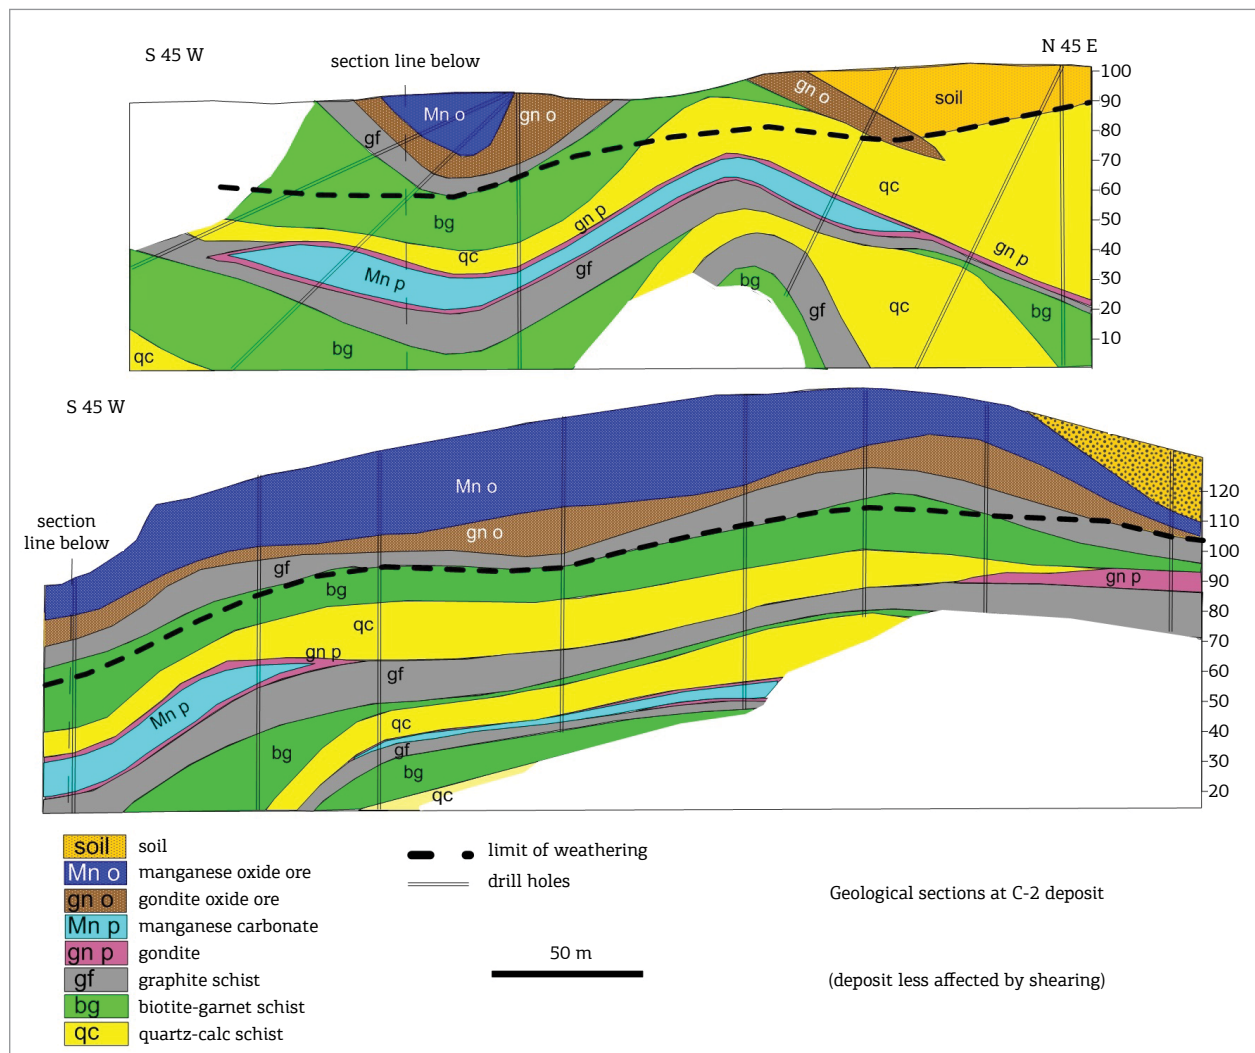 S 45 W
section line below
N 45 E
100
90
80
70
60
50
40
30
20
10
Mn o
gn o
gn o
soil
gf
bg
qc
gn p
qc
gf
Mn p
gn p
bg
gf
qc
bg
bg
qc
S 45 W
section
line below
Mn o
gn o
gf
bg
qc
gn p
gf
Mn p
gn p
qc
bg
gf
bg
qc
120
110
100
90
80
70
60
50
40
30
20
soil soil
Mn o manganese oxide ore
gn o gondite oxide ore
Mn p manganese carbonate
gn p gondite
gf graphite schist
bg biotite-garnet schist
qc quartz-calc schist
limit of weathering
drill holes
50 m
Geological sections at C-2 deposit
(deposit less affected by shearing)